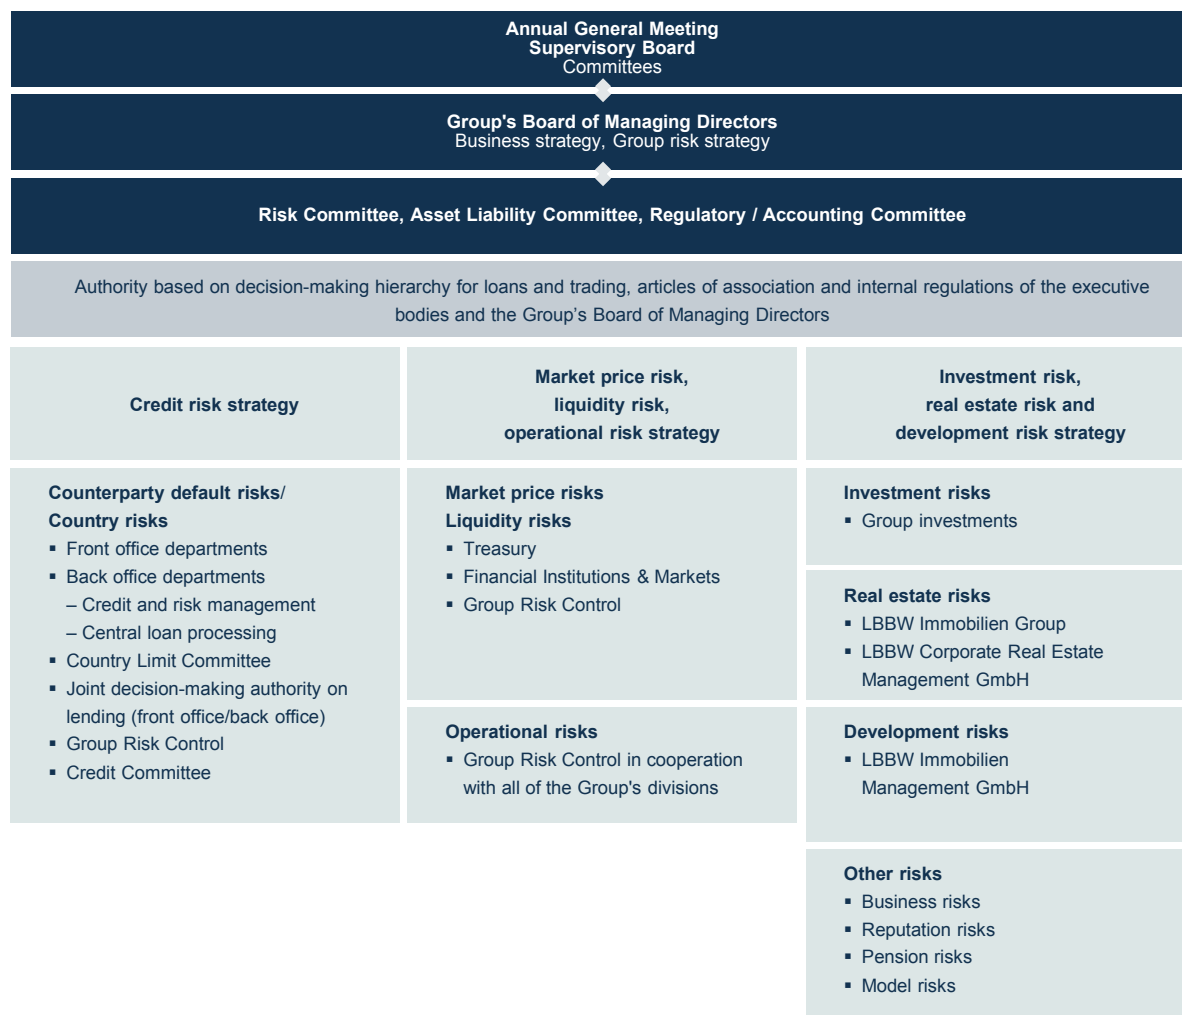 Annual General Meeting
Supervisory Board
Committees
Group's Board of Managing Directors
Business strategy, Group risk strategy
Risk Committee, Asset Liability Committee, Regulatory / Accounting Committee
Authority based on decision-making hierarchy for loans and trading, articles of association and internal regulations of the executive
bodies and the Group’s Board of Managing Directors
Credit risk strategy
Market price risk,
liquidity risk,
operational risk strategy
Investment risk,
real estate risk and
development risk strategy
Counterparty default risks/
Country risks
▪ Front office departments
▪ Back office departments
– Credit and risk management
– Central loan processing
▪ Country Limit Committee
▪ Joint decision-making authority on
lending (front office/back office)
▪ Group Risk Control
▪ Credit Committee
Market price risks
Liquidity risks
▪ Treasury
▪ Financial Institutions & Markets
▪ Group Risk Control
Operational risks
▪ Group Risk Control in cooperation
with all of the Group's divisions
Investment risks
▪ Group investments
Real estate risks
▪ LBBW Immobilien Group
▪ LBBW Corporate Real Estate
Management GmbH
Development risks
▪ LBBW Immobilien
Management GmbH
Other risks
▪ Business risks
▪ Reputation risks
▪ Pension risks
▪ Model risks